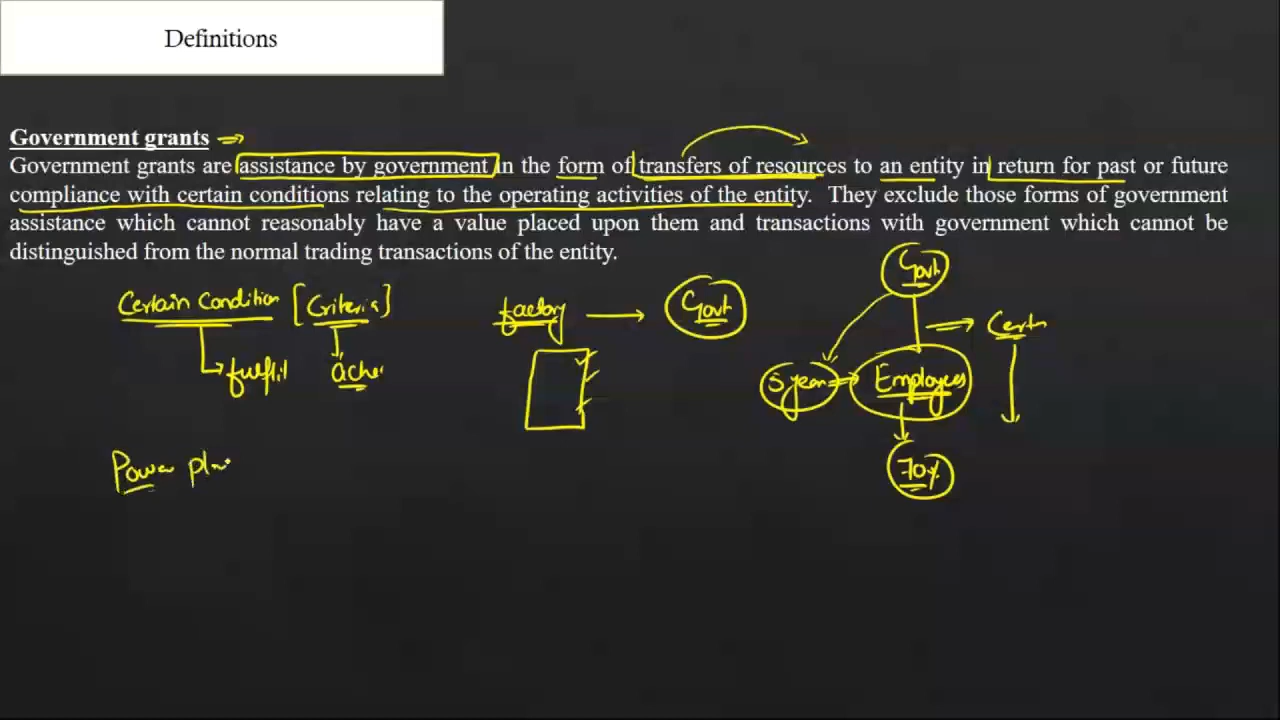 Definitions
Government grants
Government grants are assistance by government in the form of transfers of resources to an entity in return for past or future
compliance with certain conditions relating to the operating activities of the entity. They exclude those forms of government
assistance which cannot reasonably have a value placed upon them and transactions with government which cannot be
distinguished from the normal trading transactions of the entity.
Certain Condition [Criteria]
factory
Govt
Govt
Certn
fulfil
5 year
Employees
Power
70%